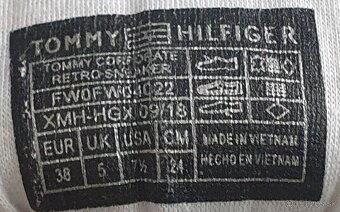 TOMMY HILFIGER
TOMMY CORPORATE
RETRO SNEAKER
XMH-HGX 09/18
EUR UK USA CM
38 5 7½ 24
MADE IN VIETNAM
HECHO EN VIETNAM